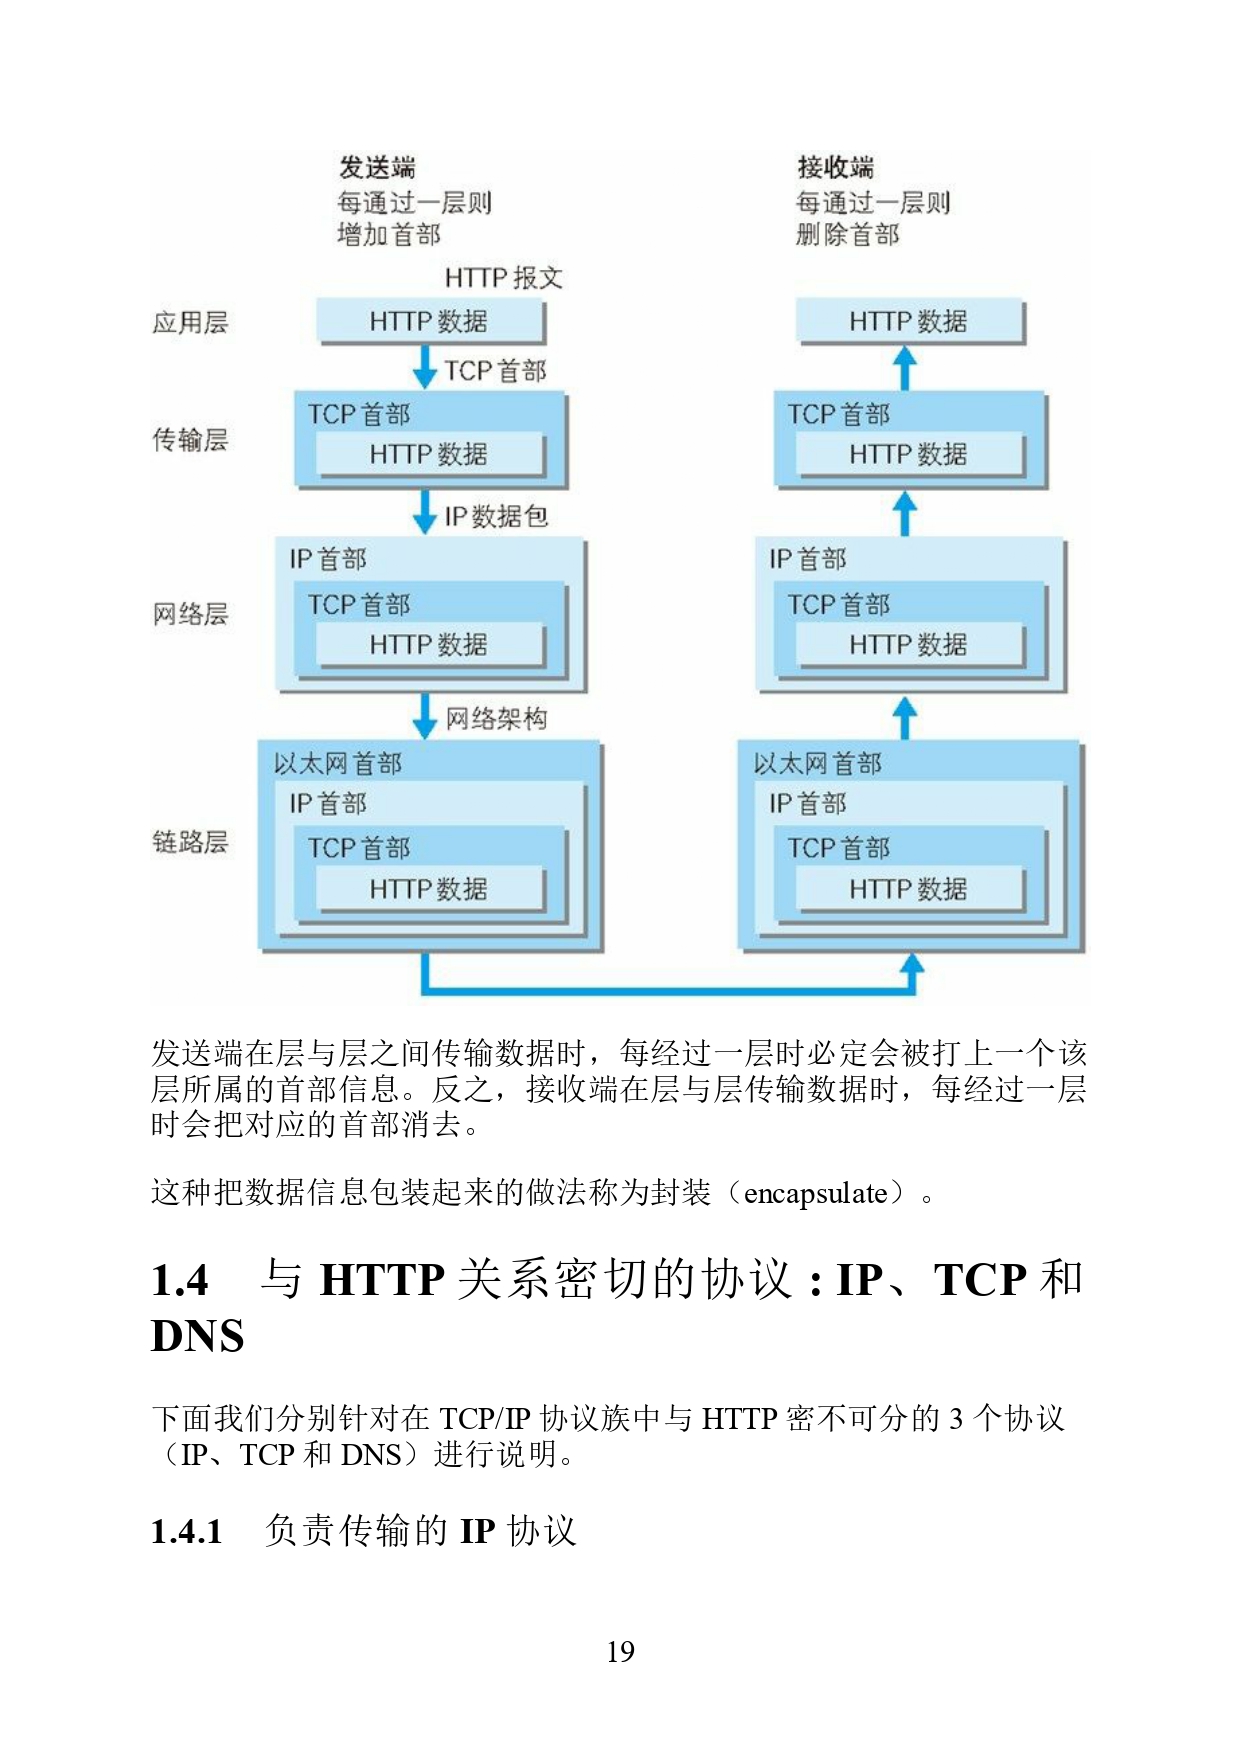 发送端
每通过一层则
增加首部
接收端
每通过一层则
删除首部
HTTP 报文
应用层
HTTP 数据
HTTP 数据
TCP 首部
传输层
TCP 首部
HTTP 数据
TCP 首部
HTTP 数据
IP 数据包
网络层
IP 首部
TCP 首部
HTTP 数据
IP 首部
TCP 首部
HTTP 数据
网络架构
链路层
以太网首部
IP 首部
TCP 首部
HTTP 数据
以太网首部
IP 首部
TCP 首部
HTTP 数据
发送端在层与层之间传输数据时，每经过一层时必定会被打上一个该
层所属的首部信息。反之，接收端在层与层传输数据时，每经过一层
时会把对应的首部消去。
这种把数据信息包装起来的做法称为封装（encapsulate）。
1.4 与 HTTP 关系密切的协议 : IP、TCP 和
DNS
下面我们分别针对在 TCP/IP 协议族中与 HTTP 密不可分的 3 个协议
（IP、TCP 和 DNS）进行说明。
1.4.1 负责传输的 IP 协议
19